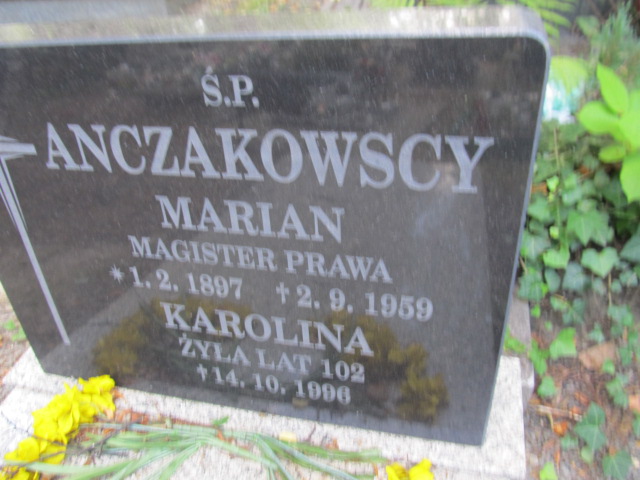 Ś.P.
ANCZAKOWSCY
MARIAN
MAGISTER PRAWA
*1.2.1897 †2.9.1959
KAROLINA
ŻYŁA LAT 102
†14.10.1996